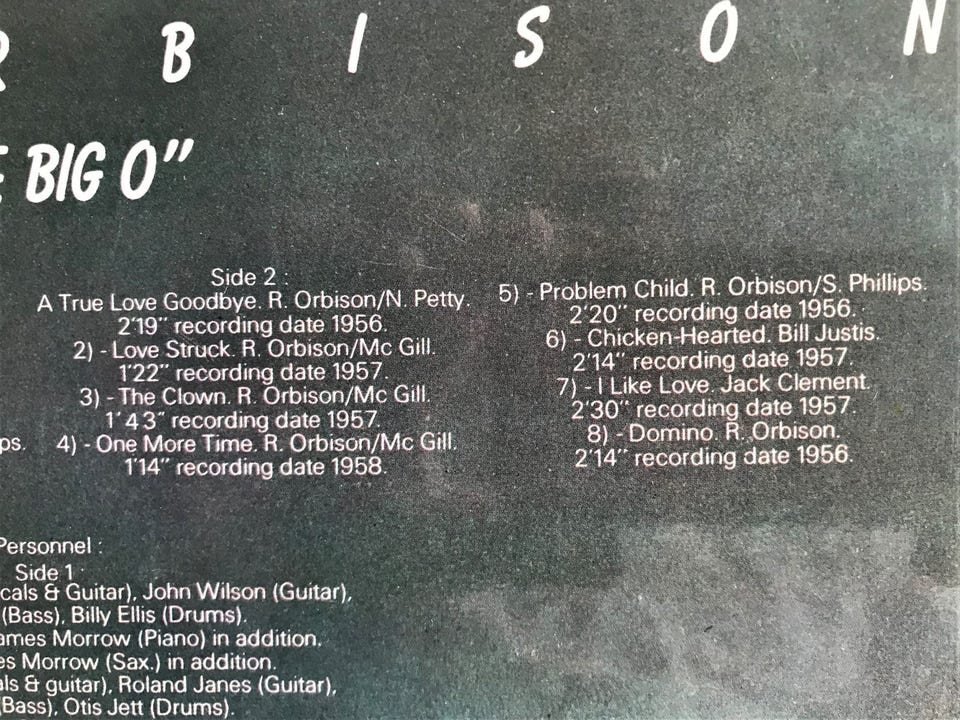 R B I S O N
E BIG O"
Side 2 :
A True Love Goodbye. R. Orbison/N. Petty.
2'19" recording date 1956.
2) - Love Struck. R. Orbison/Mc Gill.
1'22" recording date 1957.
3) - The Clown. R. Orbison/Mc Gill.
1' 4 3" recording date 1957.
ps. 4) - One More Time. R. Orbison/Mc Gill.
1'14" recording date 1958.
5) - Problem Child. R. Orbison/S. Phillips.
2'20" recording date 1956.
6) - Chicken-Hearted. Bill Justis.
2'14" recording date 1957.
7) - I Like Love. Jack Clement.
2'30" recording date 1957.
8) - Domino. R. Orbison.
2'14" recording date 1956.
Personnel :
Side 1 :
cals & Guitar), John Wilson (Guitar),
(Bass), Billy Ellis (Drums).
ames Morrow (Piano) in addition.
es Morrow (Sax.) in addition.
als & guitar), Roland Janes (Guitar),
(Bass), Otis Jett (Drums).